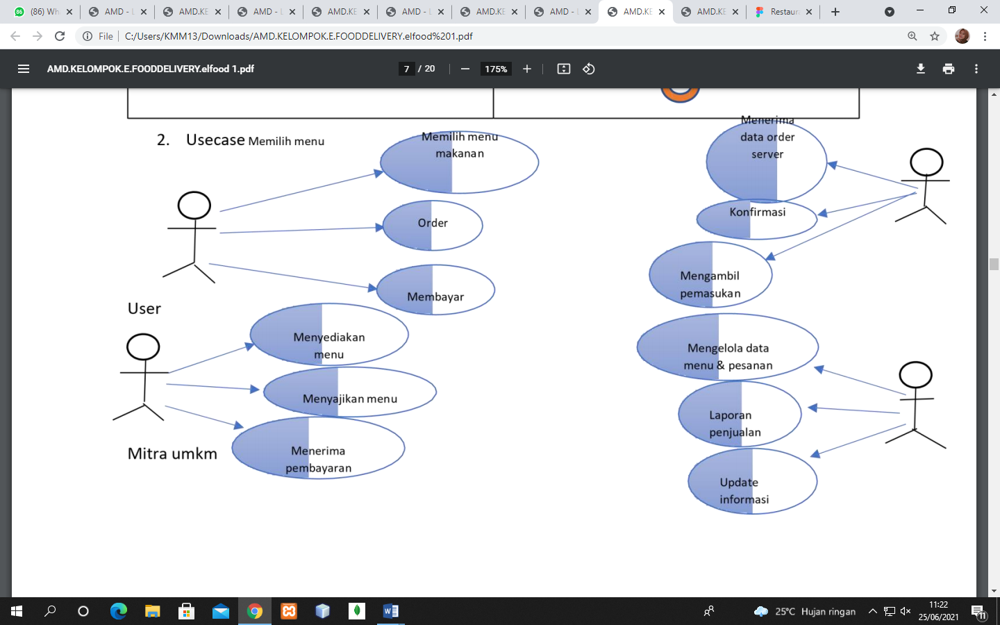 (86) Wh
AMD - L
AMD.KE
AMD - L
AMD.KE
AMD - L
AMD.KE
AMD - L
AMD.KE
AMD.KE
Restaur
File
C:/Users/KMM13/Downloads/AMD.KELOMPOK.E.FOODDELIVERY.elfood%201.pdf
AMD.KELOMPOK.E.FOODDELIVERY.elfood 1.pdf
7 / 20
175%
2. Usecase Memilih menu
Memilih menu
makanan
Order
Membayar
User
Menyediakan
menu
Menyajikan menu
Menerima
pembayaran
Mitra umkm
Menerima
data order
server
Konfirmasi
Mengambil
pemasukan
Mengelola data
menu & pesanan
Laporan
penjualan
Update
informasi
25°C Hujan ringan
11:22
25/06/2021
11